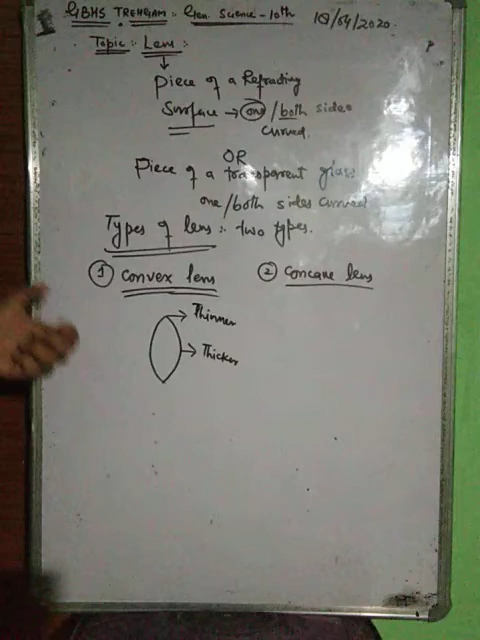 GBHS TREHGAM : Gen. Science - 10th 10/04/2020.
Topic : Lens :
Piece of a Refracting
Surface → one / both sides
curved.
OR
Piece of a transparent glass
one/both sides curved
Types of lens : two types.
① Convex lens ② Concave lens
Thinner
Thicker